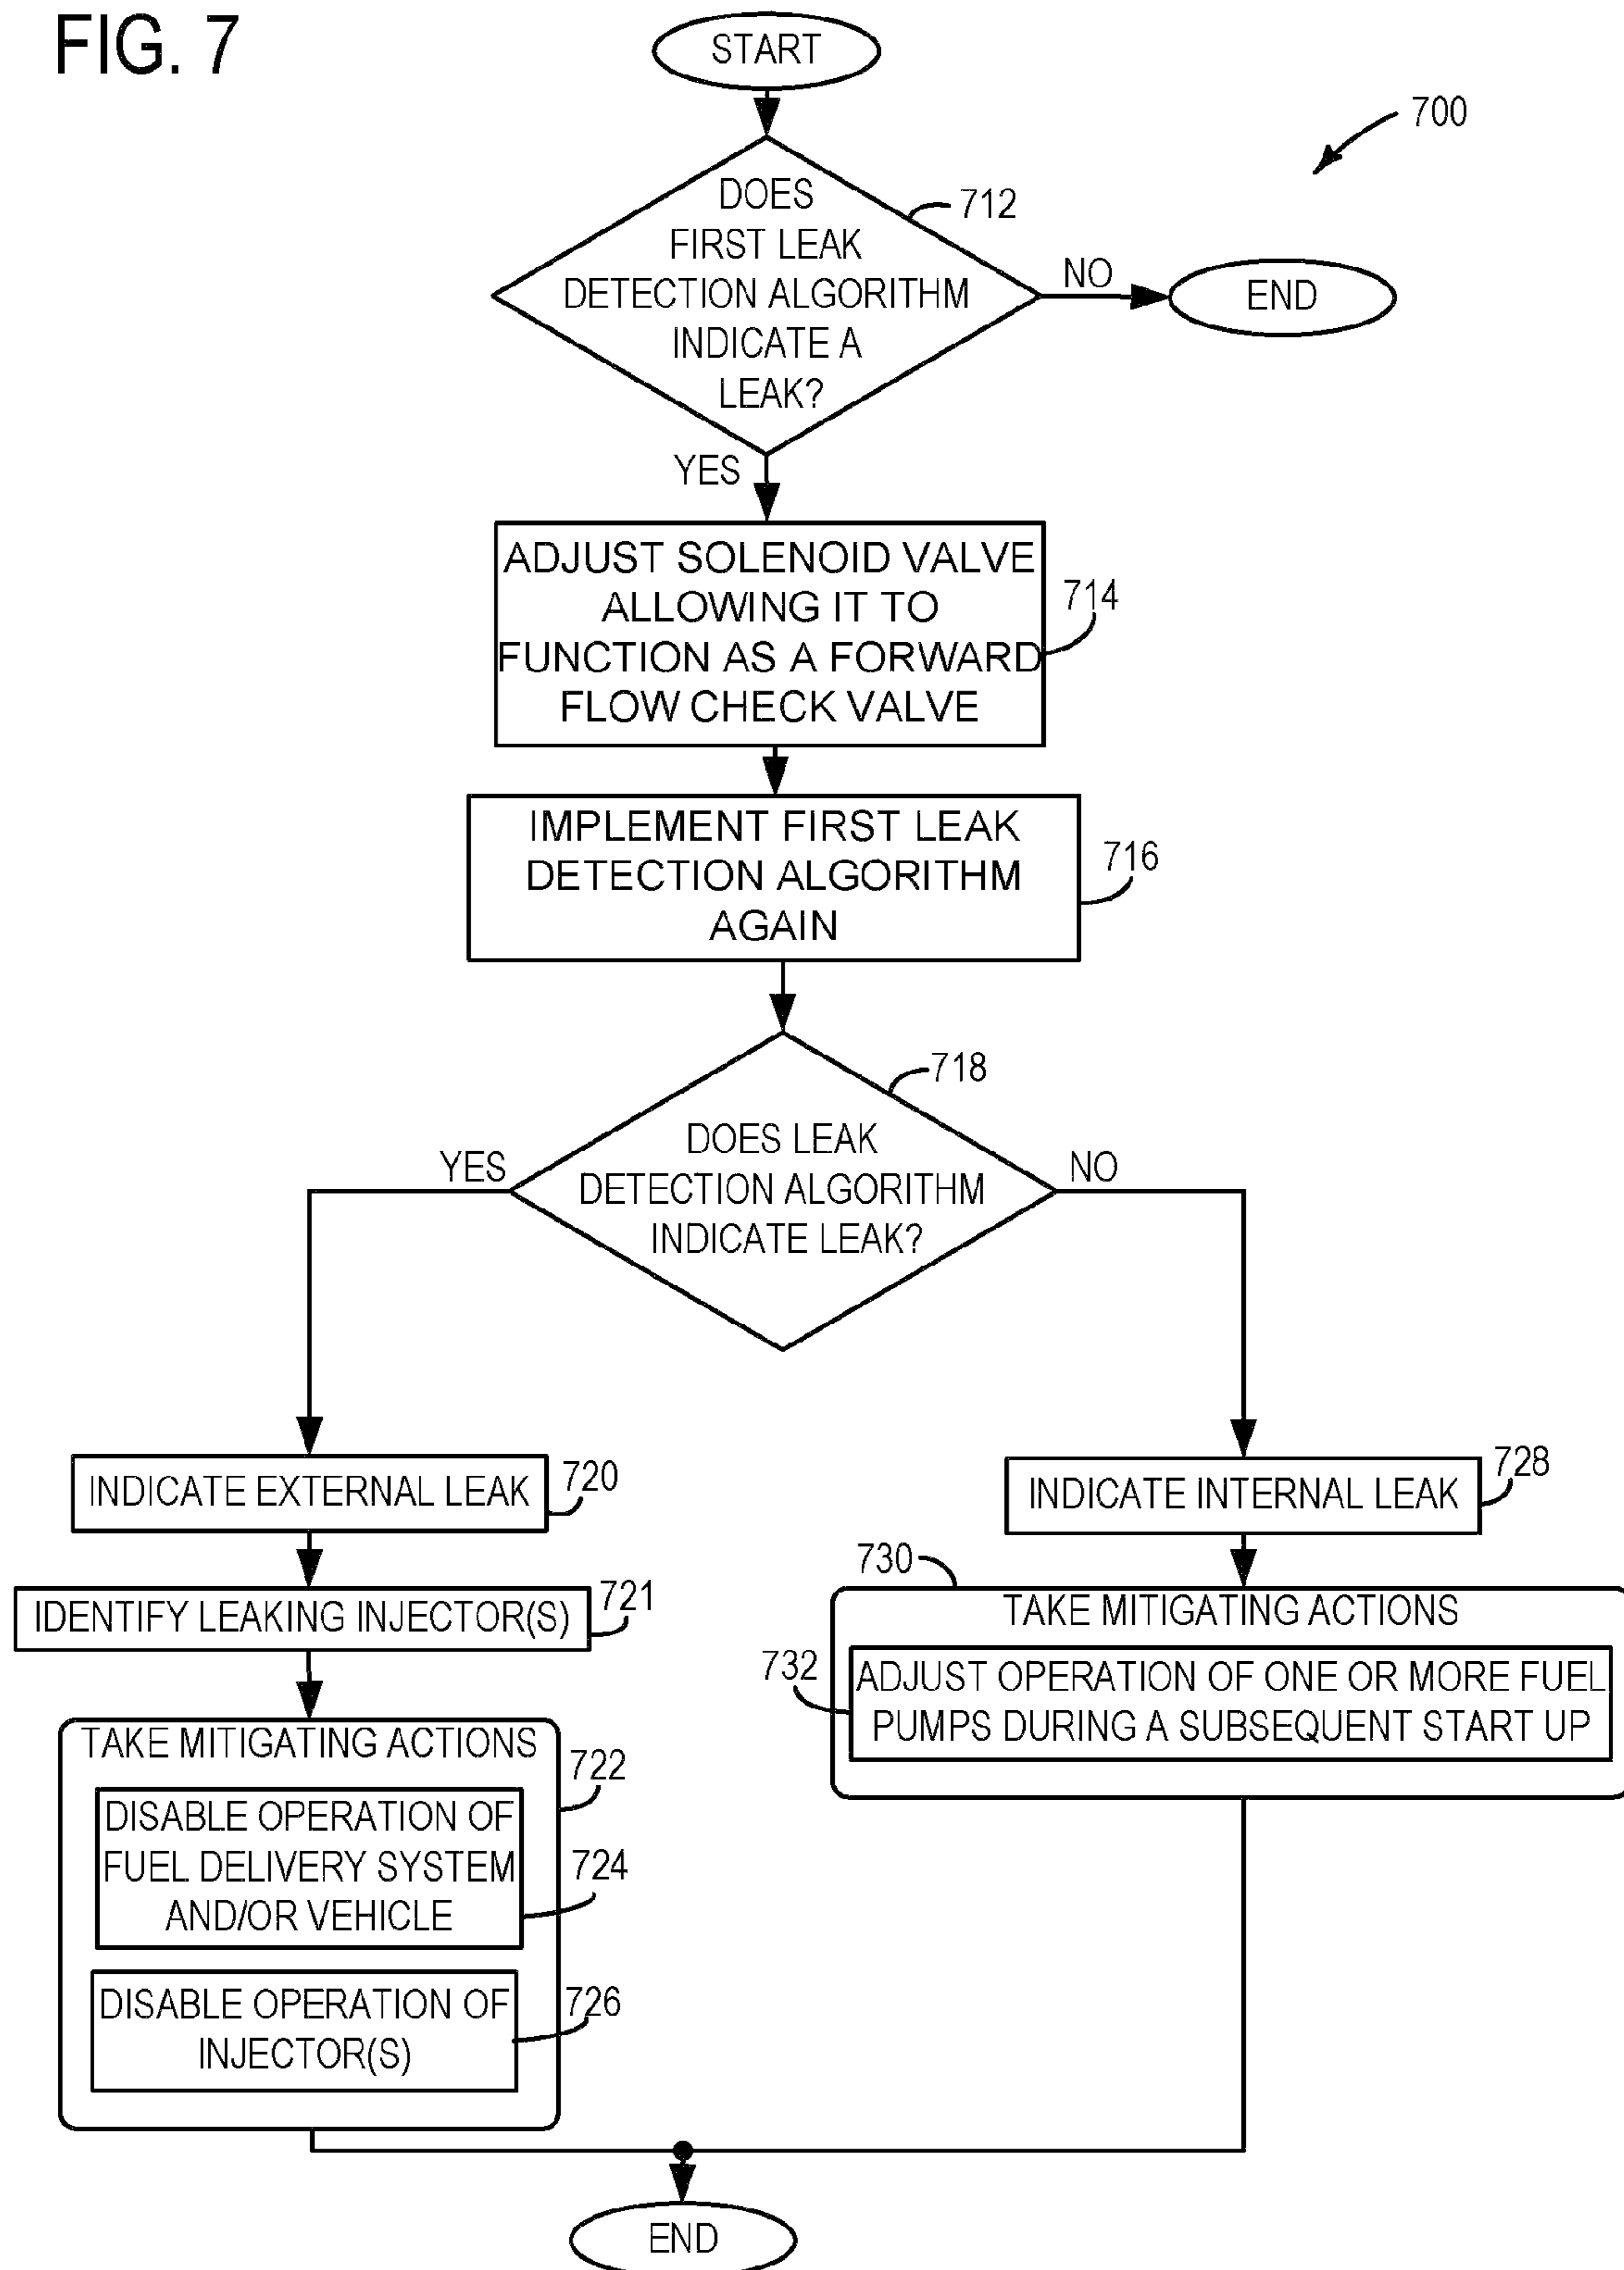 FIG. 7
START
700
DOES
FIRST LEAK
DETECTION ALGORITHM
INDICATE A
LEAK?
712
NO
END
YES
ADJUST SOLENOID VALVE
ALLOWING IT TO
FUNCTION AS A FORWARD
FLOW CHECK VALVE
714
IMPLEMENT FIRST LEAK
DETECTION ALGORITHM
AGAIN
716
718
DOES LEAK
DETECTION ALGORITHM
INDICATE LEAK?
YES
NO
INDICATE EXTERNAL LEAK
720
IDENTIFY LEAKING INJECTOR(S)
721
TAKE MITIGATING ACTIONS
722
DISABLE OPERATION OF
FUEL DELIVERY SYSTEM
AND/OR VEHICLE
724
DISABLE OPERATION OF
INJECTOR(S)
726
INDICATE INTERNAL LEAK
728
730
TAKE MITIGATING ACTIONS
732
ADJUST OPERATION OF ONE OR MORE FUEL
PUMPS DURING A SUBSEQUENT START UP
END